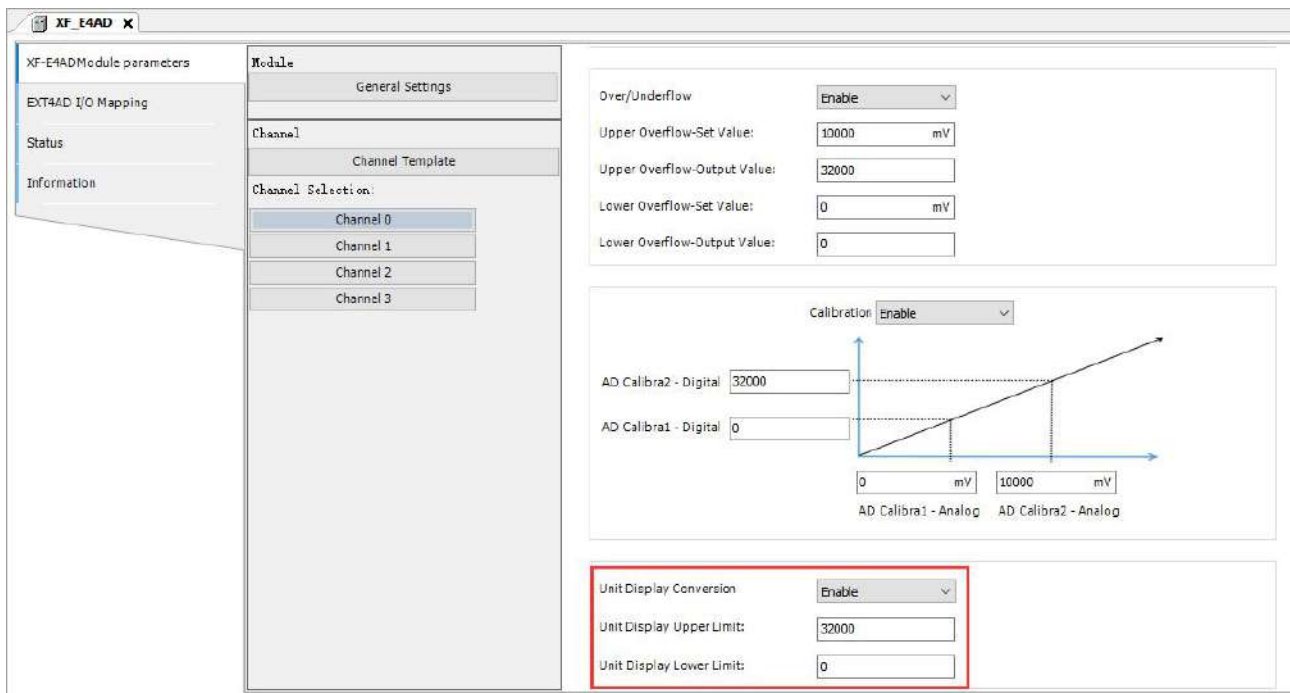 XF_E4AD X
XF-E4ADModule parameters
EXT4AD I/O Mapping
Status
Information
Module
General Settings
Channel
Channel Template
Channel Selection:
Channel 0
Channel 1
Channel 2
Channel 3
Over/Underflow Enable
Upper Overflow-Set Value: 10000 mV
Upper Overflow-Output Value: 32000
Lower Overflow-Set Value: 0 mV
Lower Overflow-Output Value: 0
Calibration Enable
AD Calibra2 - Digital 32000
AD Calibra1 - Digital 0
0 mV 10000 mV
AD Calibra1 - Analog AD Calibra2 - Analog
Unit Display Conversion Enable
Unit Display Upper Limit: 32000
Unit Display Lower Limit: 0